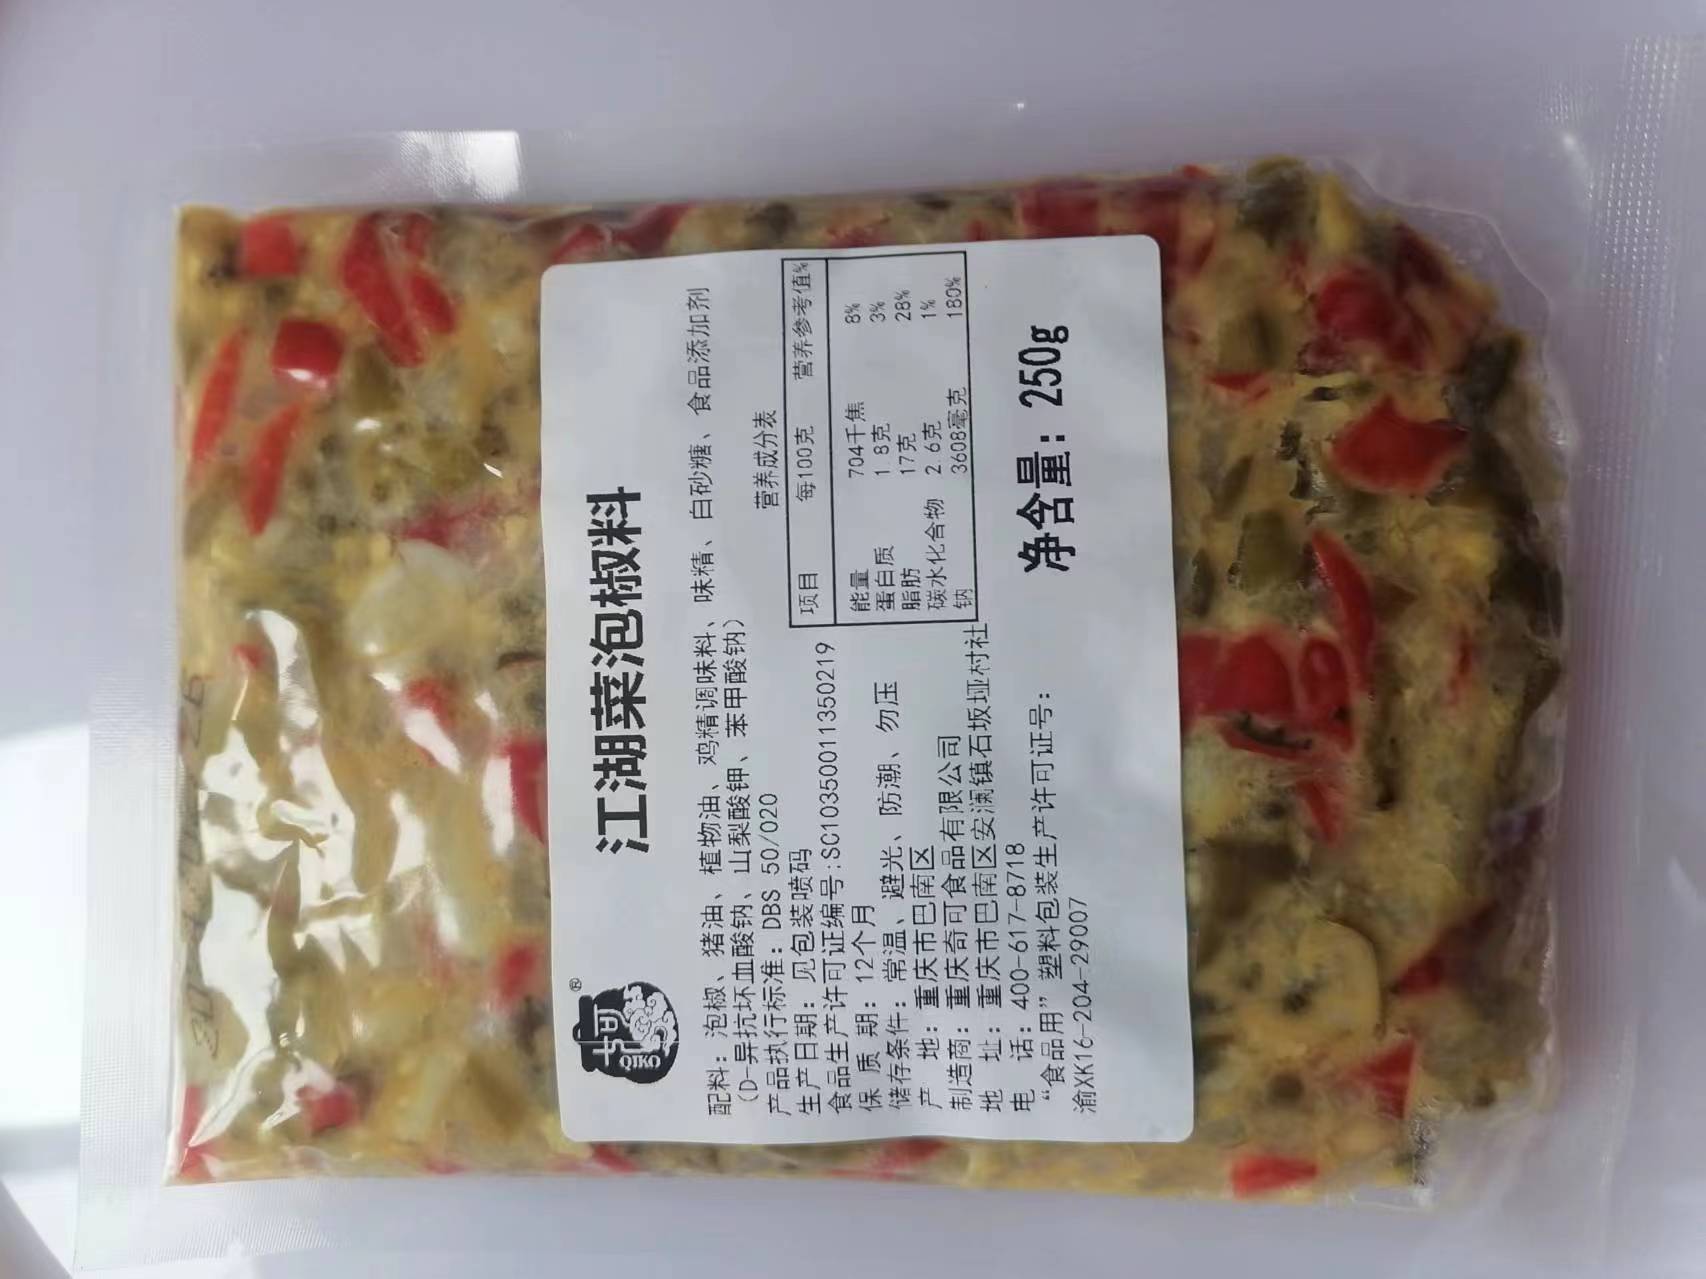 ®
奇可
江湖菜泡椒料
配料：泡椒、猪油、植物油、鸡精调味料、味精、白砂糖、食品添加剂
（D-异抗坏血酸钠、山梨酸钾、苯甲酸钠）
产品执行标准：DBS 50/020
生产日期：见包装喷码
食品生产许可证编号:SC10350011350219
保 质 期：12个月
储存条件：常温、避光、防潮、勿压
产 地：重庆市巴南区
制造商：重庆奇可食品有限公司
地 址：重庆市巴南区安澜镇石坂垭村社
电 话：400-617-8718
“食品用”塑料包装生产许可证号：
渝XK16-204-29007
营养成分表
项目 每100克 营养参考值%
能量 704千焦 8%
蛋白质 1.8克 3%
脂肪 17克 28%
碳水化合物 2.6克 1%
钠 3608毫克 180%
净含量：250g